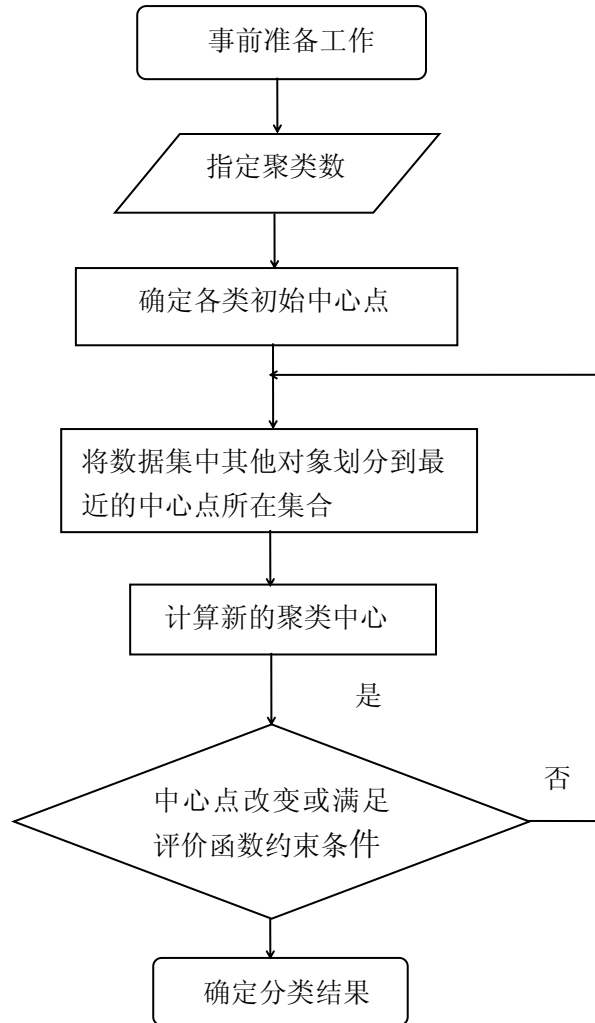 事前准备工作
指定聚类数
确定各类初始中心点
将数据集中其他对象划分到最
近的中心点所在集合
计算新的聚类中心
是
否
中心点改变或满足
评价函数约束条件
确定分类结果